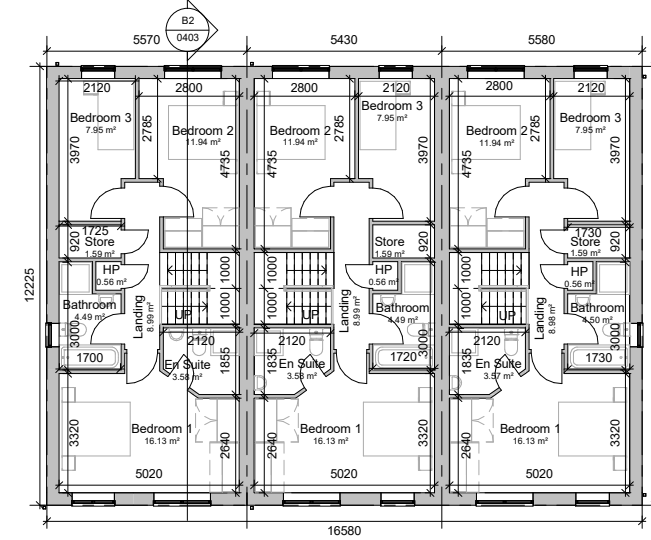 B2
0403
5570
5430
5580
2120
2800
2800
2120
2800
2120
Bedroom 3
7.95 m²
Bedroom 2
11.94 m²
Bedroom 2
11.94 m²
Bedroom 3
7.95 m²
Bedroom 2
11.94 m²
Bedroom 3
7.95 m²
3970
2785
4735
4735
2785
3970
4735
2785
3970
1725
920
Store
1.59 m²
Store
1.59 m²
920
1730
Store
1.59 m²
920
HP
0.56 m²
HP
0.56 m²
HP
0.56 m²
1000
1000
1000
1000
1000
1000
12225
Bathroom
4.49 m²
Landing
8.99 m²
UP
UP
Landing
8.99 m²
Bathroom
4.49 m²
UP
Landing
8.98 m²
Bathroom
4.50 m²
3000
1700
2120
1855
En Suite
3.58 m²
2120
1835
En Suite
3.58 m²
1720
3000
2120
1835
En Suite
3.57 m²
1730
3000
3320
Bedroom 1
16.13 m²
2640
2640
Bedroom 1
16.13 m²
3320
2640
Bedroom 1
16.13 m²
3320
5020
5020
5020
16580